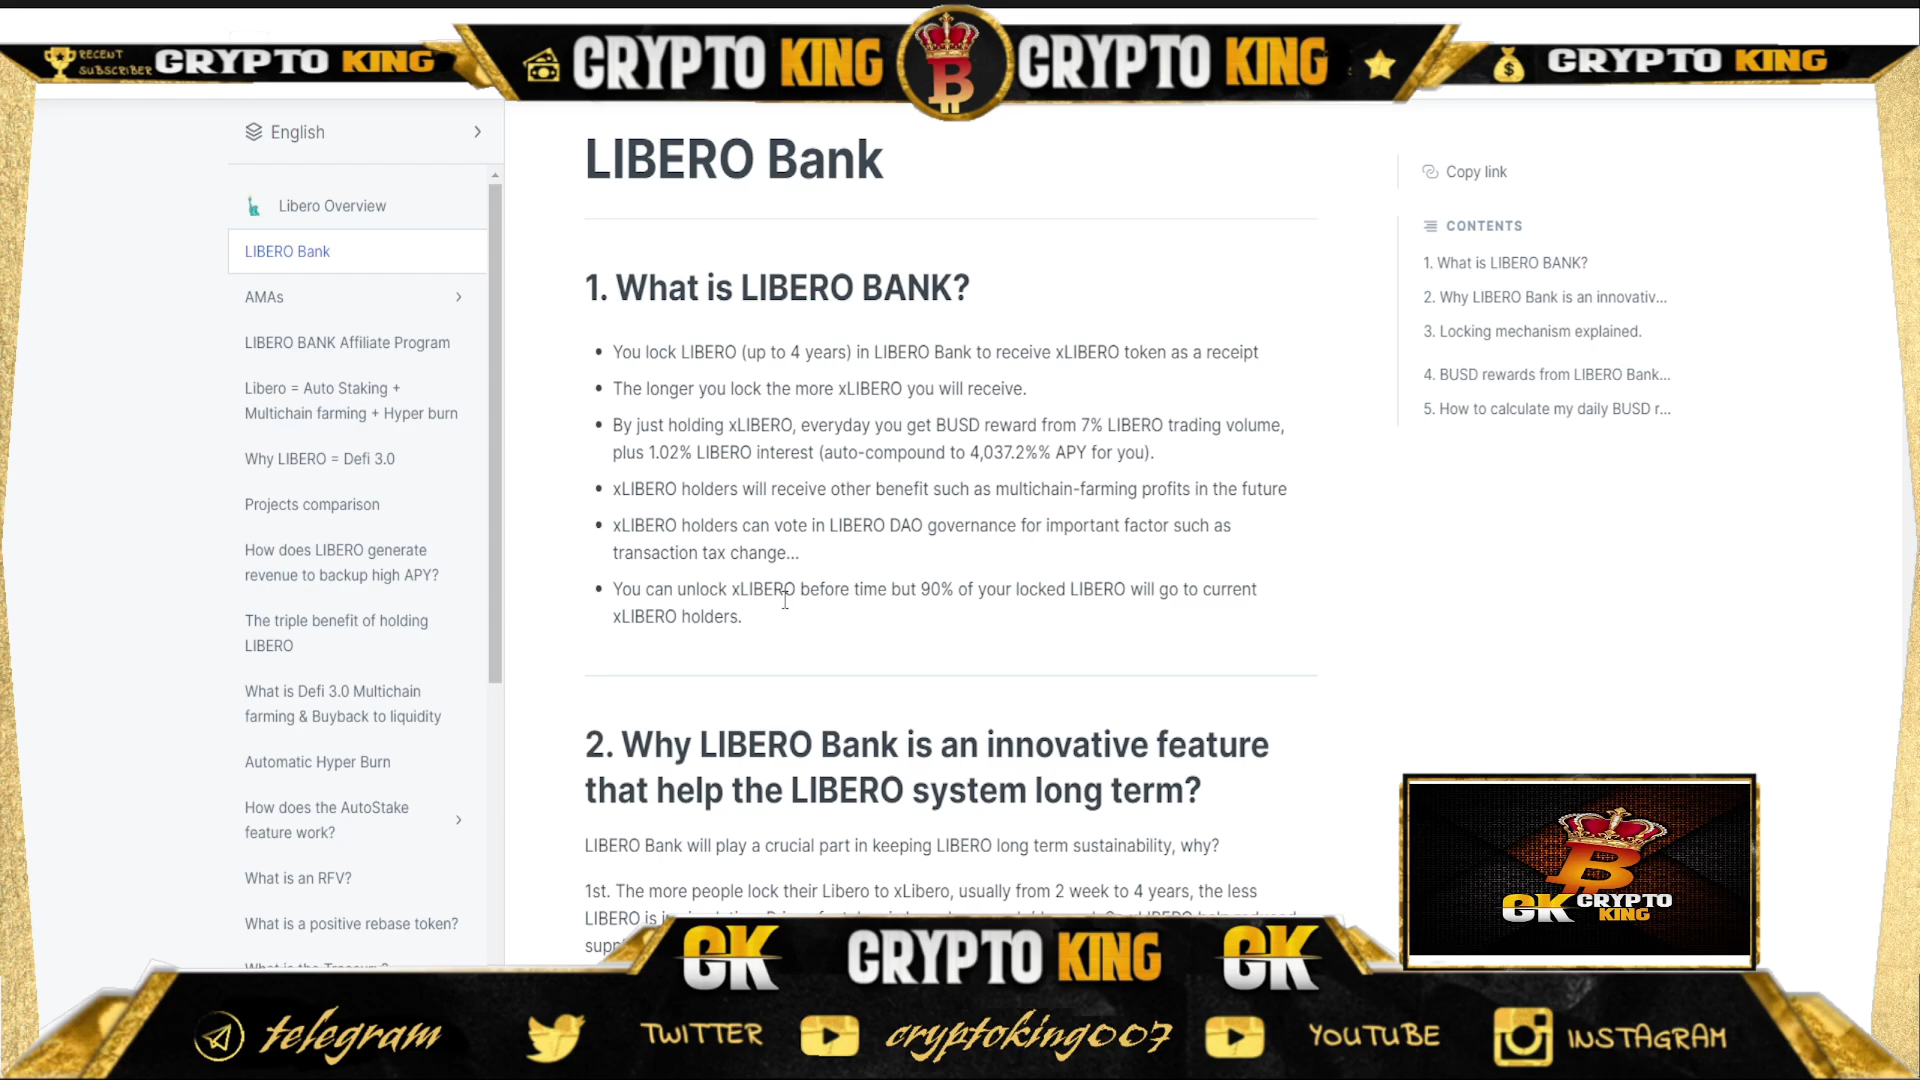 RECENT
SUBSCRIBER
CRYPTO KING
CRYPTO KING
CRYPTO KING
CRYPTO KING
English
Libero Overview
LIBERO Bank
AMAs
LIBERO BANK Affiliate Program
Libero = Auto Staking +
Multichain farming + Hyper burn
Why LIBERO = Defi 3.0
Projects comparison
How does LIBERO generate
revenue to backup high APY?
The triple benefit of holding
LIBERO
What is Defi 3.0 Multichain
farming & Buyback to liquidity
Automatic Hyper Burn
How does the AutoStake
feature work?
What is an RFV?
What is a positive rebase token?
LIBERO Bank
1. What is LIBERO BANK?
You lock LIBERO (up to 4 years) in LIBERO Bank to receive xLIBERO token as a receipt
The longer you lock the more xLIBERO you will receive.
By just holding xLIBERO, everyday you get BUSD reward from 7% LIBERO trading volume,
plus 1.02% LIBERO interest (auto-compound to 4,037.2%% APY for you).
xLIBERO holders will receive other benefit such as multichain-farming profits in the future
xLIBERO holders can vote in LIBERO DAO governance for important factor such as
transaction tax change...
You can unlock xLIBERO before time but 90% of your locked LIBERO will go to current
xLIBERO holders.
2. Why LIBERO Bank is an innovative feature
that help the LIBERO system long term?
LIBERO Bank will play a crucial part in keeping LIBERO long term sustainability, why?
1st. The more people lock their Libero to xLibero, usually from 2 week to 4 years, the less
LIBERO is
Copy link
CONTENTS
1. What is LIBERO BANK?
2. Why LIBERO Bank is an innovativ...
3. Locking mechanism explained.
4. BUSD rewards from LIBERO Bank...
5. How to calculate my daily BUSD r...
CK CRYPTO
KING
CK CRYPTO KING CK
telegram TWITTER cryptoking007 YOUTUBE INSTAGRAM